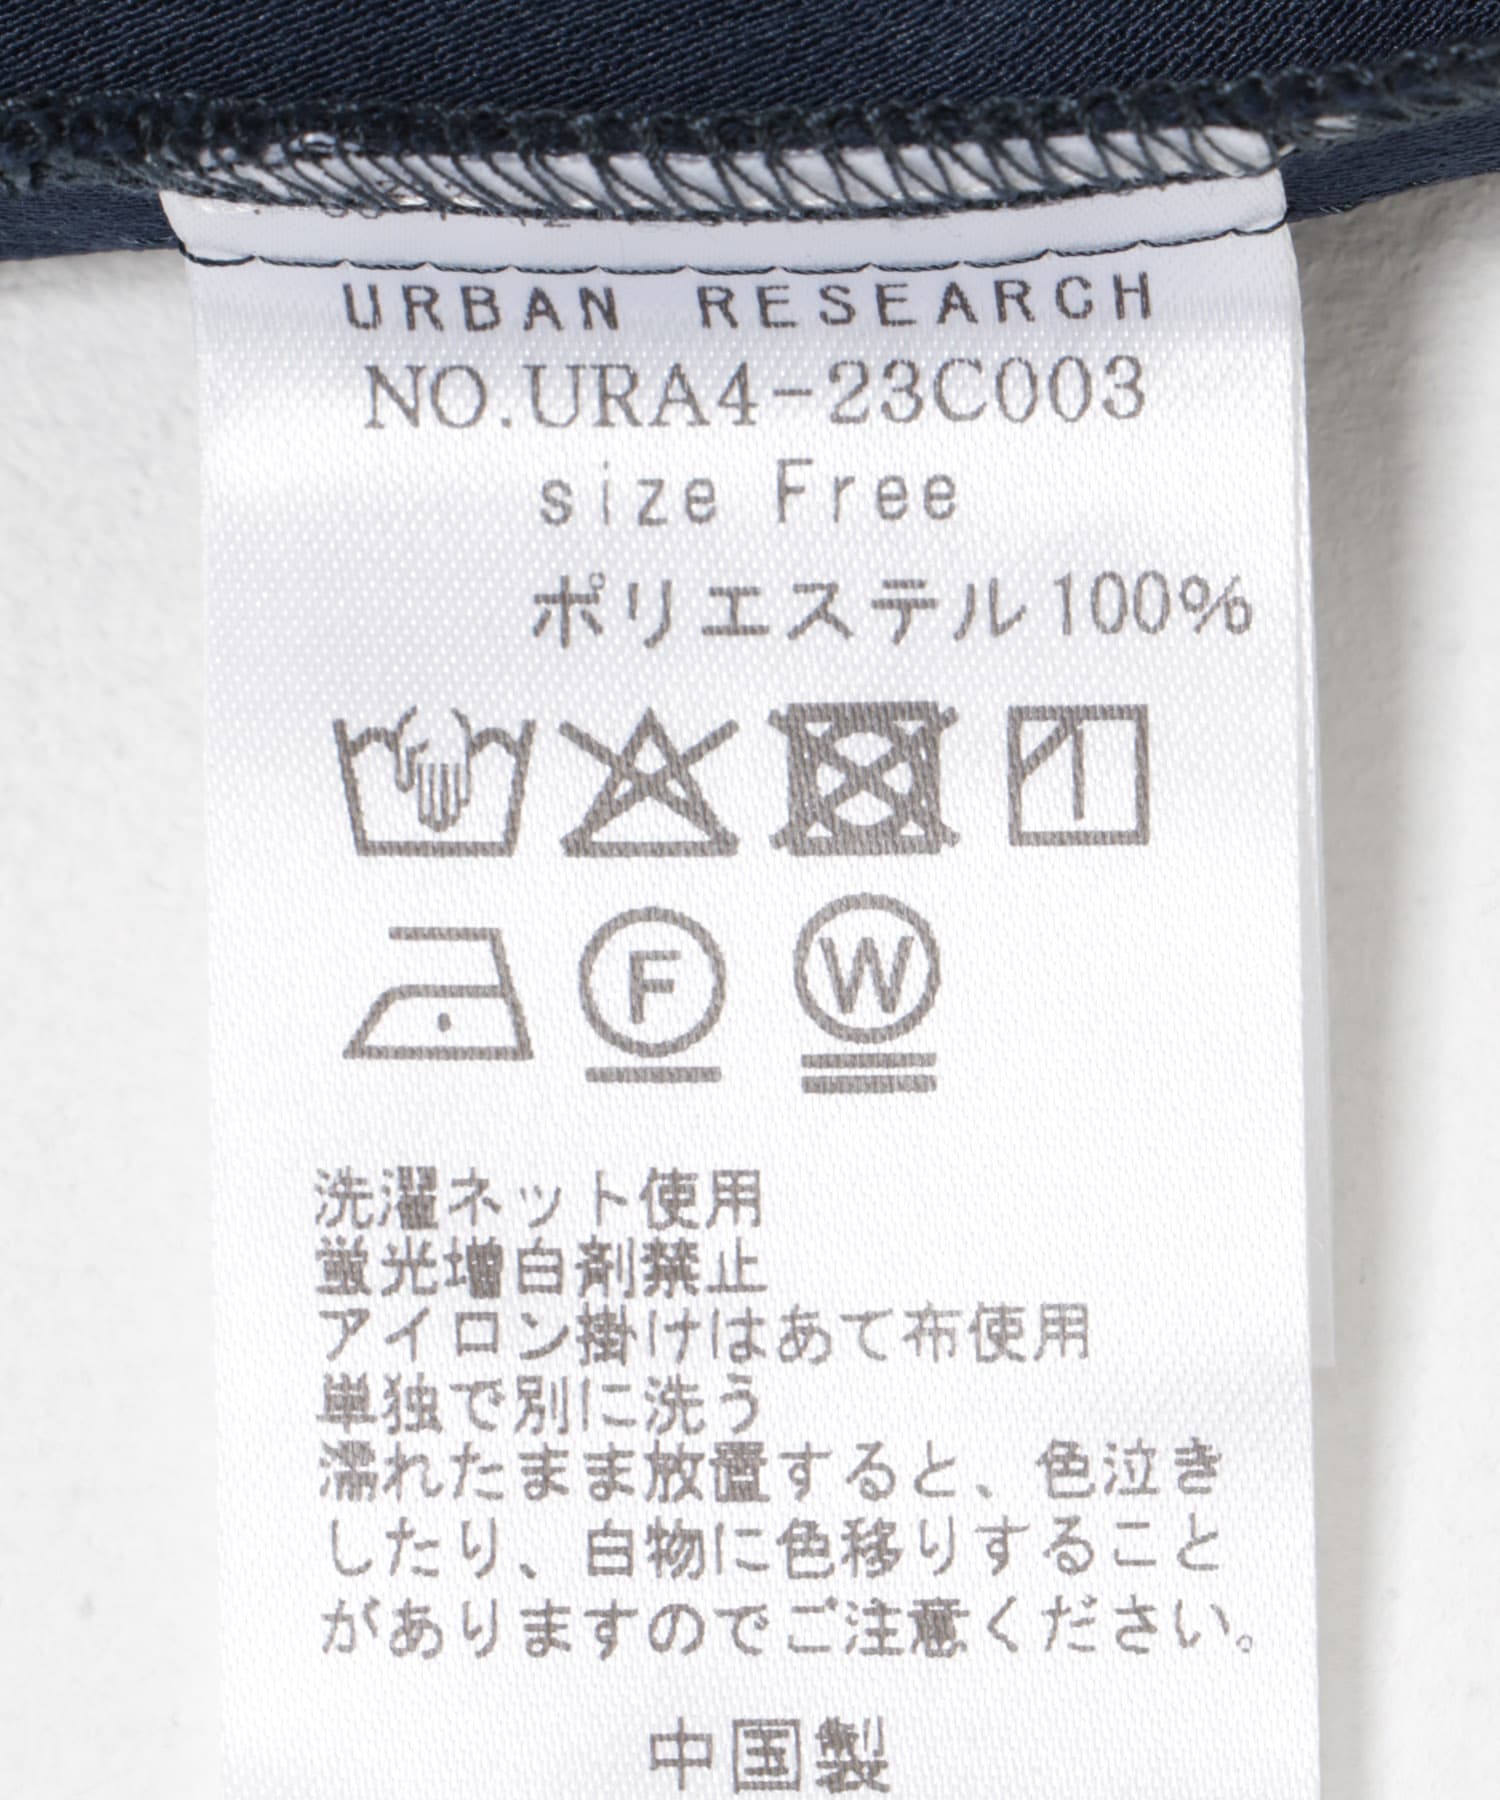 URBAN RESEARCH
NO.URA4-23C003
size Free
ポリエステル100%
F
W
洗濯ネット使用
蛍光増白剤禁止
アイロン掛けはあて布使用
単独で別に洗う
濡れたまま放置すると、色泣き
したり、白物に色移りすること
がありますのでご注意ください。
中国製